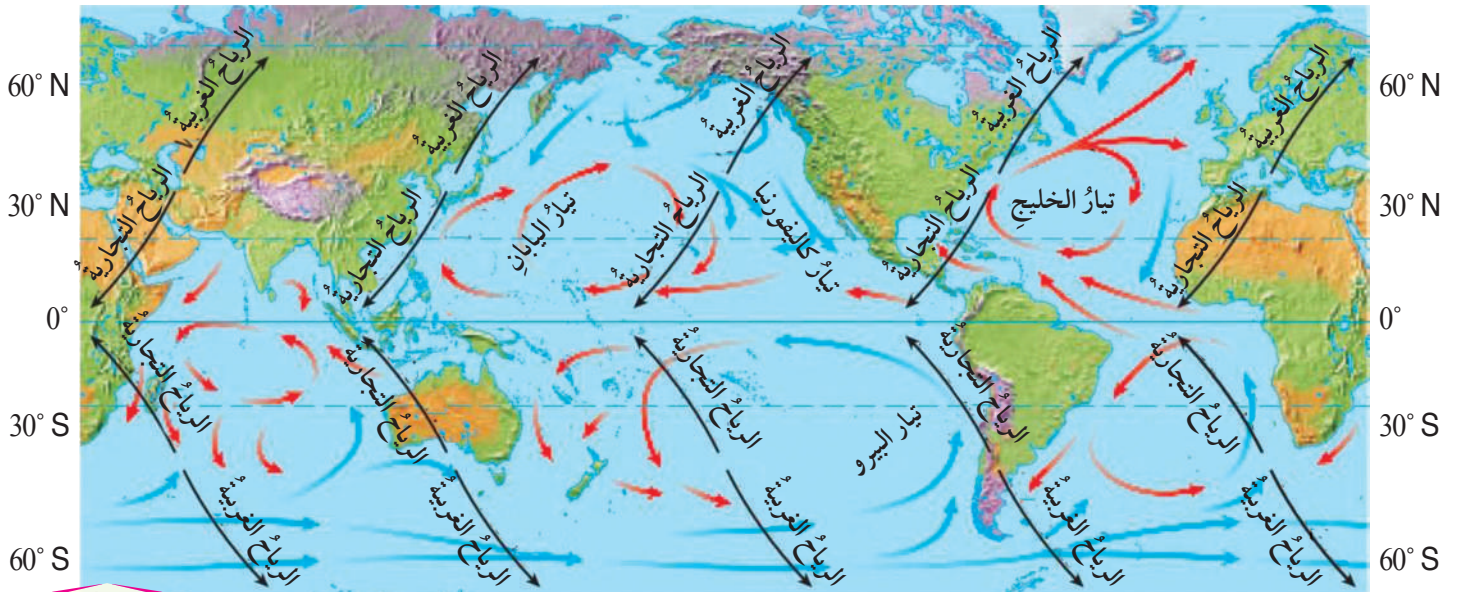 الرياحُ الغربيةُ
الرياحُ الغربيةُ
الرياحُ الغربيةُ
الرياحُ الغربيةُ
الرياحُ الغربيةُ
60° N
60° N
الرياحُ التجاريةُ
الرياحُ التجاريةُ
الرياحُ التجاريةُ
الرياحُ التجاريةُ
الرياحُ التجاريةُ
30° N
30° N
تيارُ الخليجِ
تيارُ كاليفورنيا
تيارُ اليابانِ
0°
0°
الرياحُ التجاريةُ
الرياحُ التجاريةُ
الرياحُ التجاريةُ
الرياحُ التجاريةُ
الرياحُ التجاريةُ
30° S
30° S
تيار البيرو
الرياحُ الغربيةُ
الرياحُ الغربيةُ
الرياحُ الغربيةُ
الرياحُ الغربيةُ
الرياحُ الغربيةُ
60° S
60° S